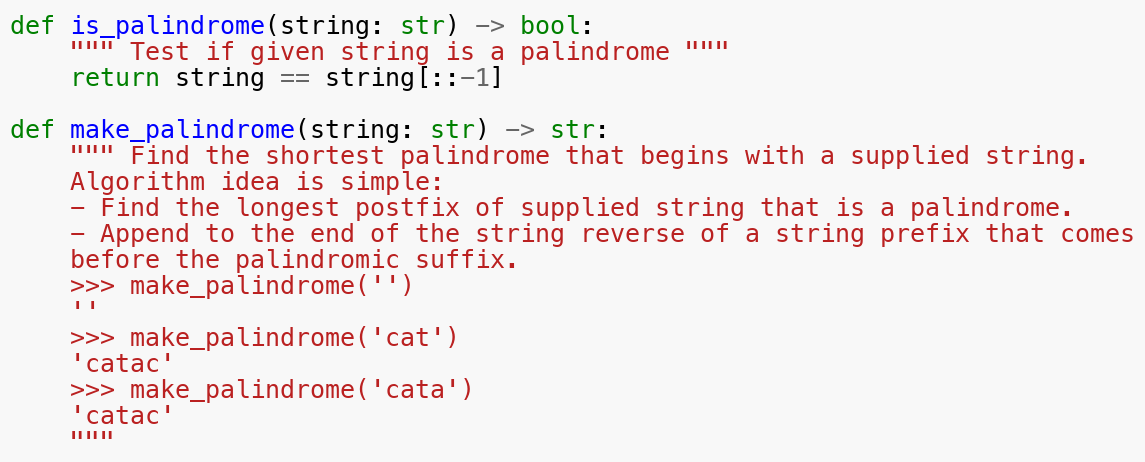 def is_palindrome(string: str) -> bool:
    """ Test if given string is a palindrome """
    return string == string[::-1]

def make_palindrome(string: str) -> str:
    """ Find the shortest palindrome that begins with a supplied string.
    Algorithm idea is simple:
    - Find the longest postfix of supplied string that is a palindrome.
    - Append to the end of the string reverse of a string prefix that comes
    before the palindromic suffix.
    >>> make_palindrome('')
    ''
    >>> make_palindrome('cat')
    'catac'
    >>> make_palindrome('cata')
    'catac'
    """